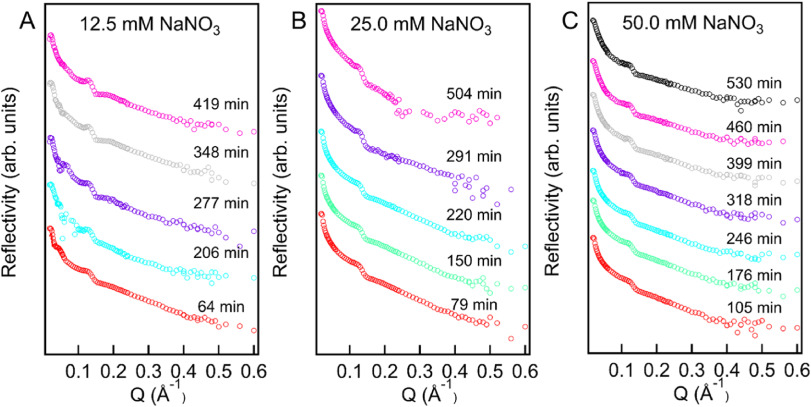 A
12.5 mM NaNO3
419 min
348 min
277 min
206 min
64 min
Reflectivity (arb. units)
0.1 0.2 0.3 0.4 0.5 0.6
Q (Å-1)
B
25.0 mM NaNO3
504 min
291 min
220 min
150 min
79 min
Reflectivity (arb. units)
0.1 0.2 0.3 0.4 0.5 0.6
Q (Å-1)
C
50.0 mM NaNO3
530 min
460 min
399 min
318 min
246 min
176 min
105 min
Reflectivity (arb. units)
0.1 0.2 0.3 0.4 0.5 0.6
Q (Å-1)